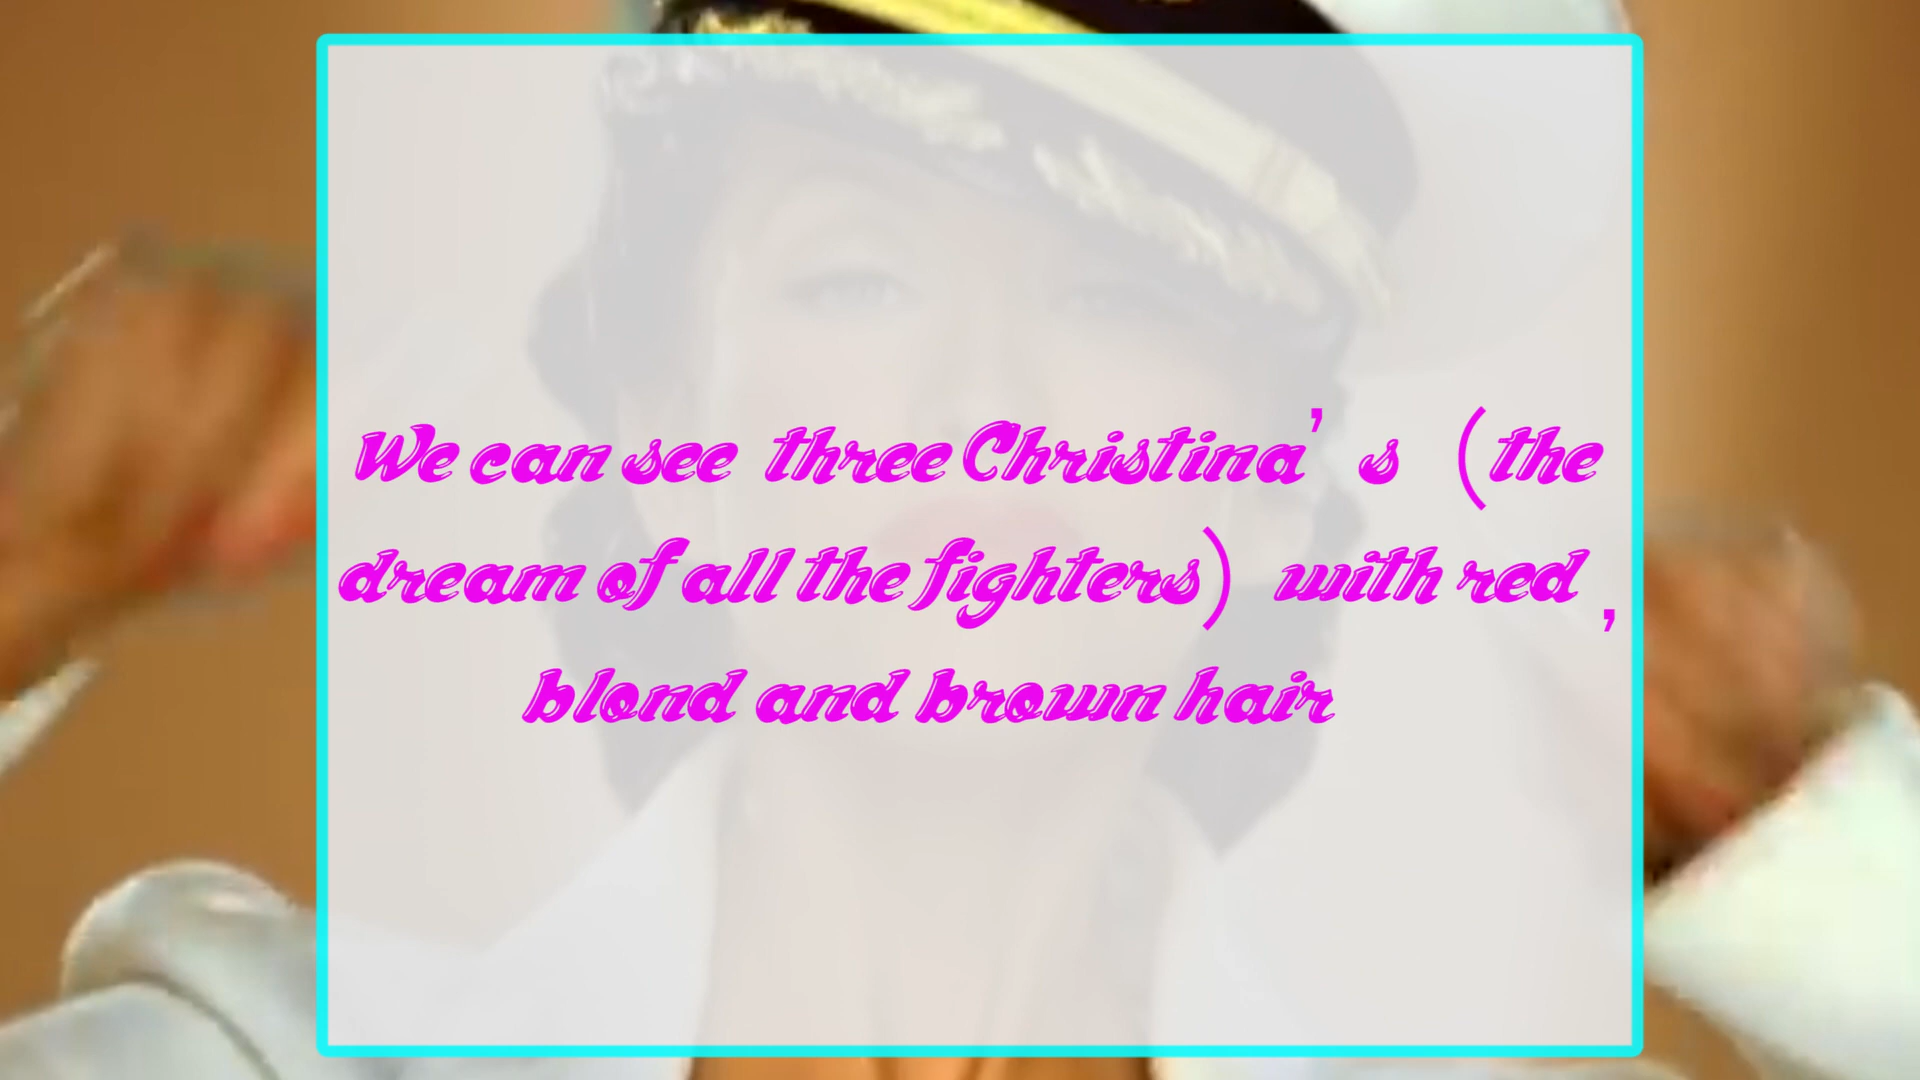 We can see three Christina's (the
dream of all the fighters) with red,
blond and brown hair